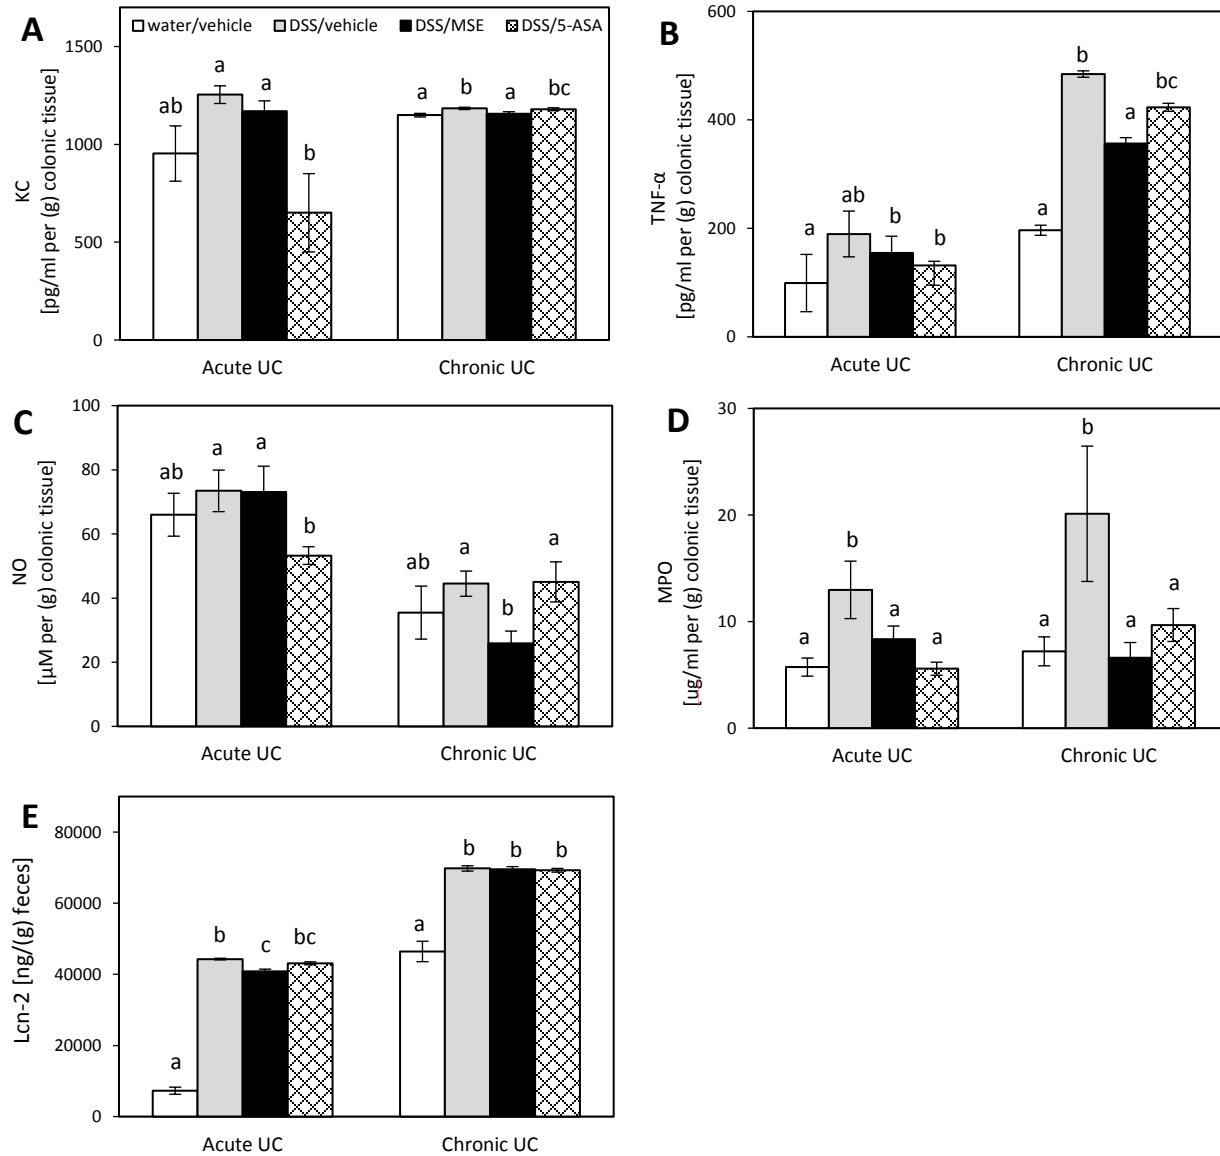 A
water/vehicle DSS/vehicle DSS/MSE DSS/5-ASA
KC
[pg/ml per (g) colonic tissue]
1500
1000
500
0
ab a a b a b a bc
Acute UC Chronic UC
B
TNF-α
[pg/ml per (g) colonic tissue]
600
400
200
0
a ab b b a b a bc
Acute UC Chronic UC
C
NO
[µM per (g) colonic tissue]
100
80
60
40
20
0
ab a a b ab a b a
Acute UC Chronic UC
D
MPO
[ug/ml per (g) colonic tissue]
30
20
10
0
a b a a a b a a
Acute UC Chronic UC
E
Lcn-2 [ng/(g) feces]
80000
60000
40000
20000
0
a b c bc a b b b
Acute UC Chronic UC